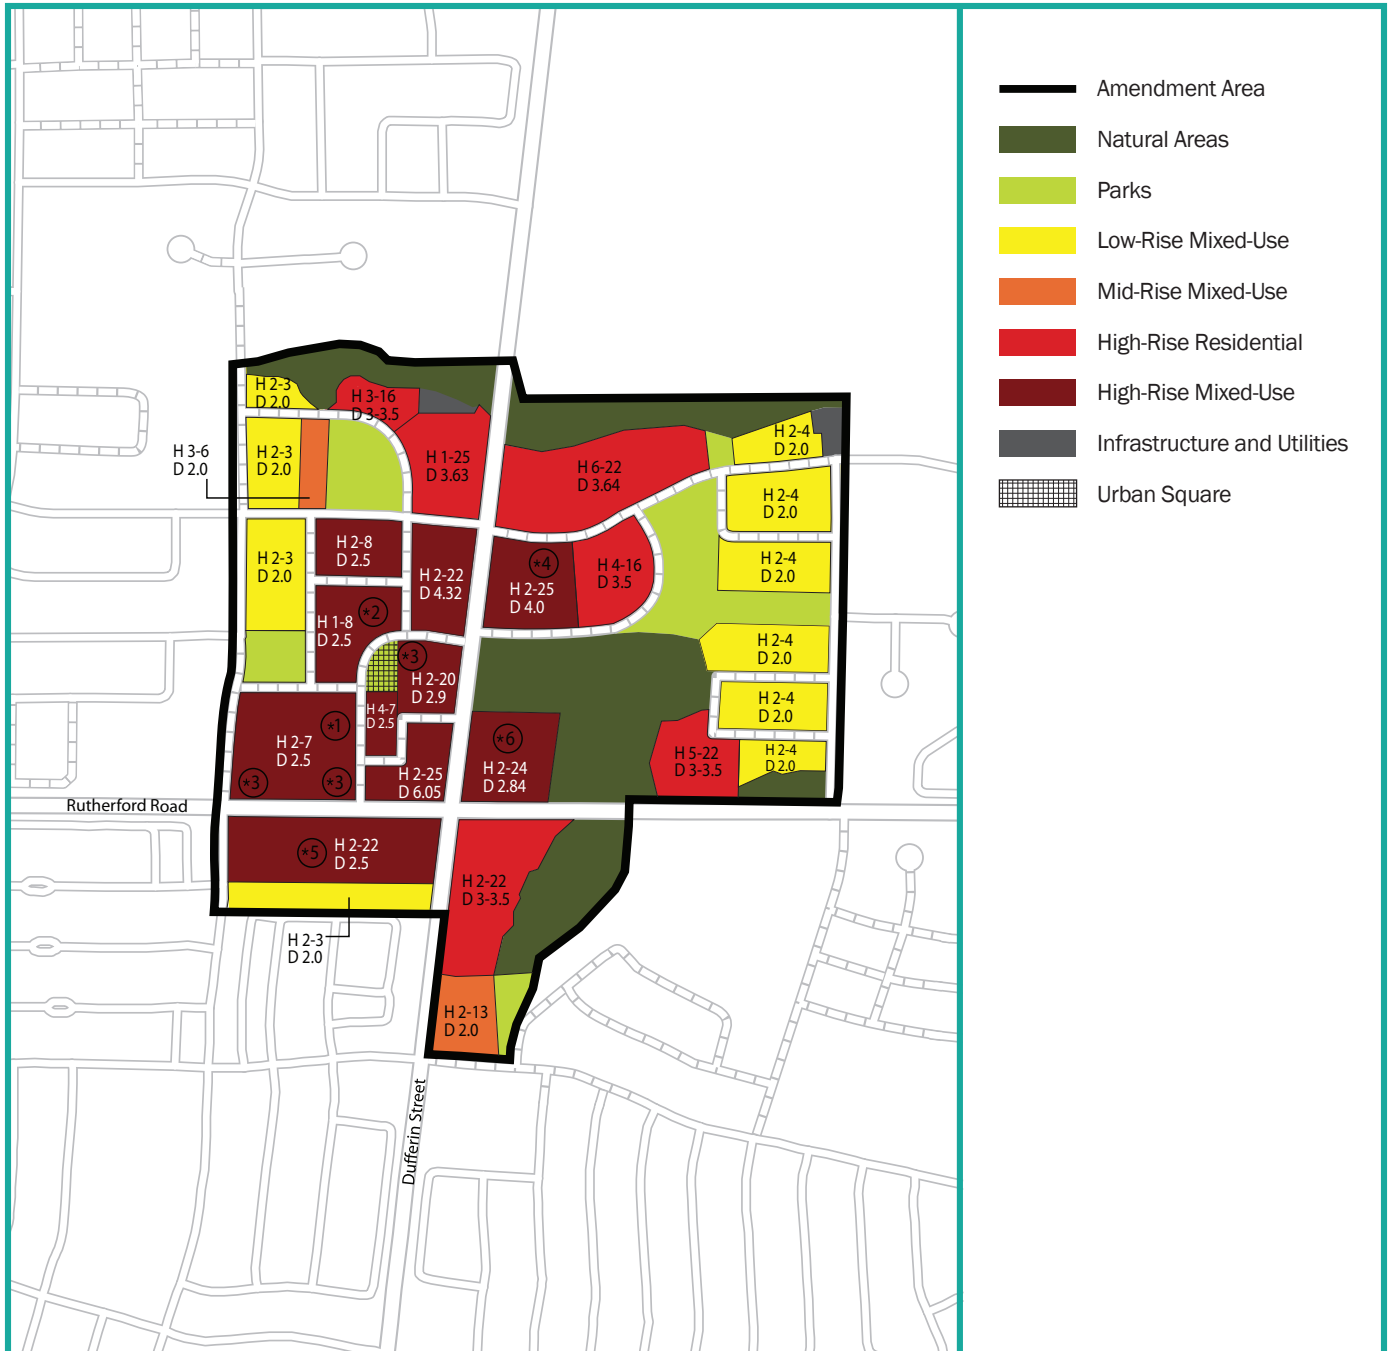 Amendment Area
Natural Areas
Parks
Low-Rise Mixed-Use
Mid-Rise Mixed-Use
High-Rise Residential
High-Rise Mixed-Use
Infrastructure and Utilities
Urban Square
H 2-3
D 2.0
H 3-16
D 3-3.5
H 3-6
D 2.0
H 2-3
D 2.0
H 1-25
D 3.63
H 6-22
D 3.64
H 2-4
D 2.0
H 2-4
D 2.0
H 2-3
D 2.0
H 2-8
D 2.5
H 2-22
D 4.32
*4
H 2-25
D 4.0
H 4-16
D 3.5
H 2-4
D 2.0
*2
H 1-8
D 2.5
*3
H 2-20
D 2.9
H 2-4
D 2.0
H 4-7
D 2.5
H 2-4
D 2.0
*1
H 2-7
D 2.5
*3
*3
H 2-25
D 6.05
*6
H 2-24
D 2.84
H 5-22
D 3-3.5
H 2-4
D 2.0
Rutherford Road
*5
H 2-22
D 2.5
H 2-22
D 3-3.5
H 2-3
D 2.0
H 2-13
D 2.0
Dufferin Street